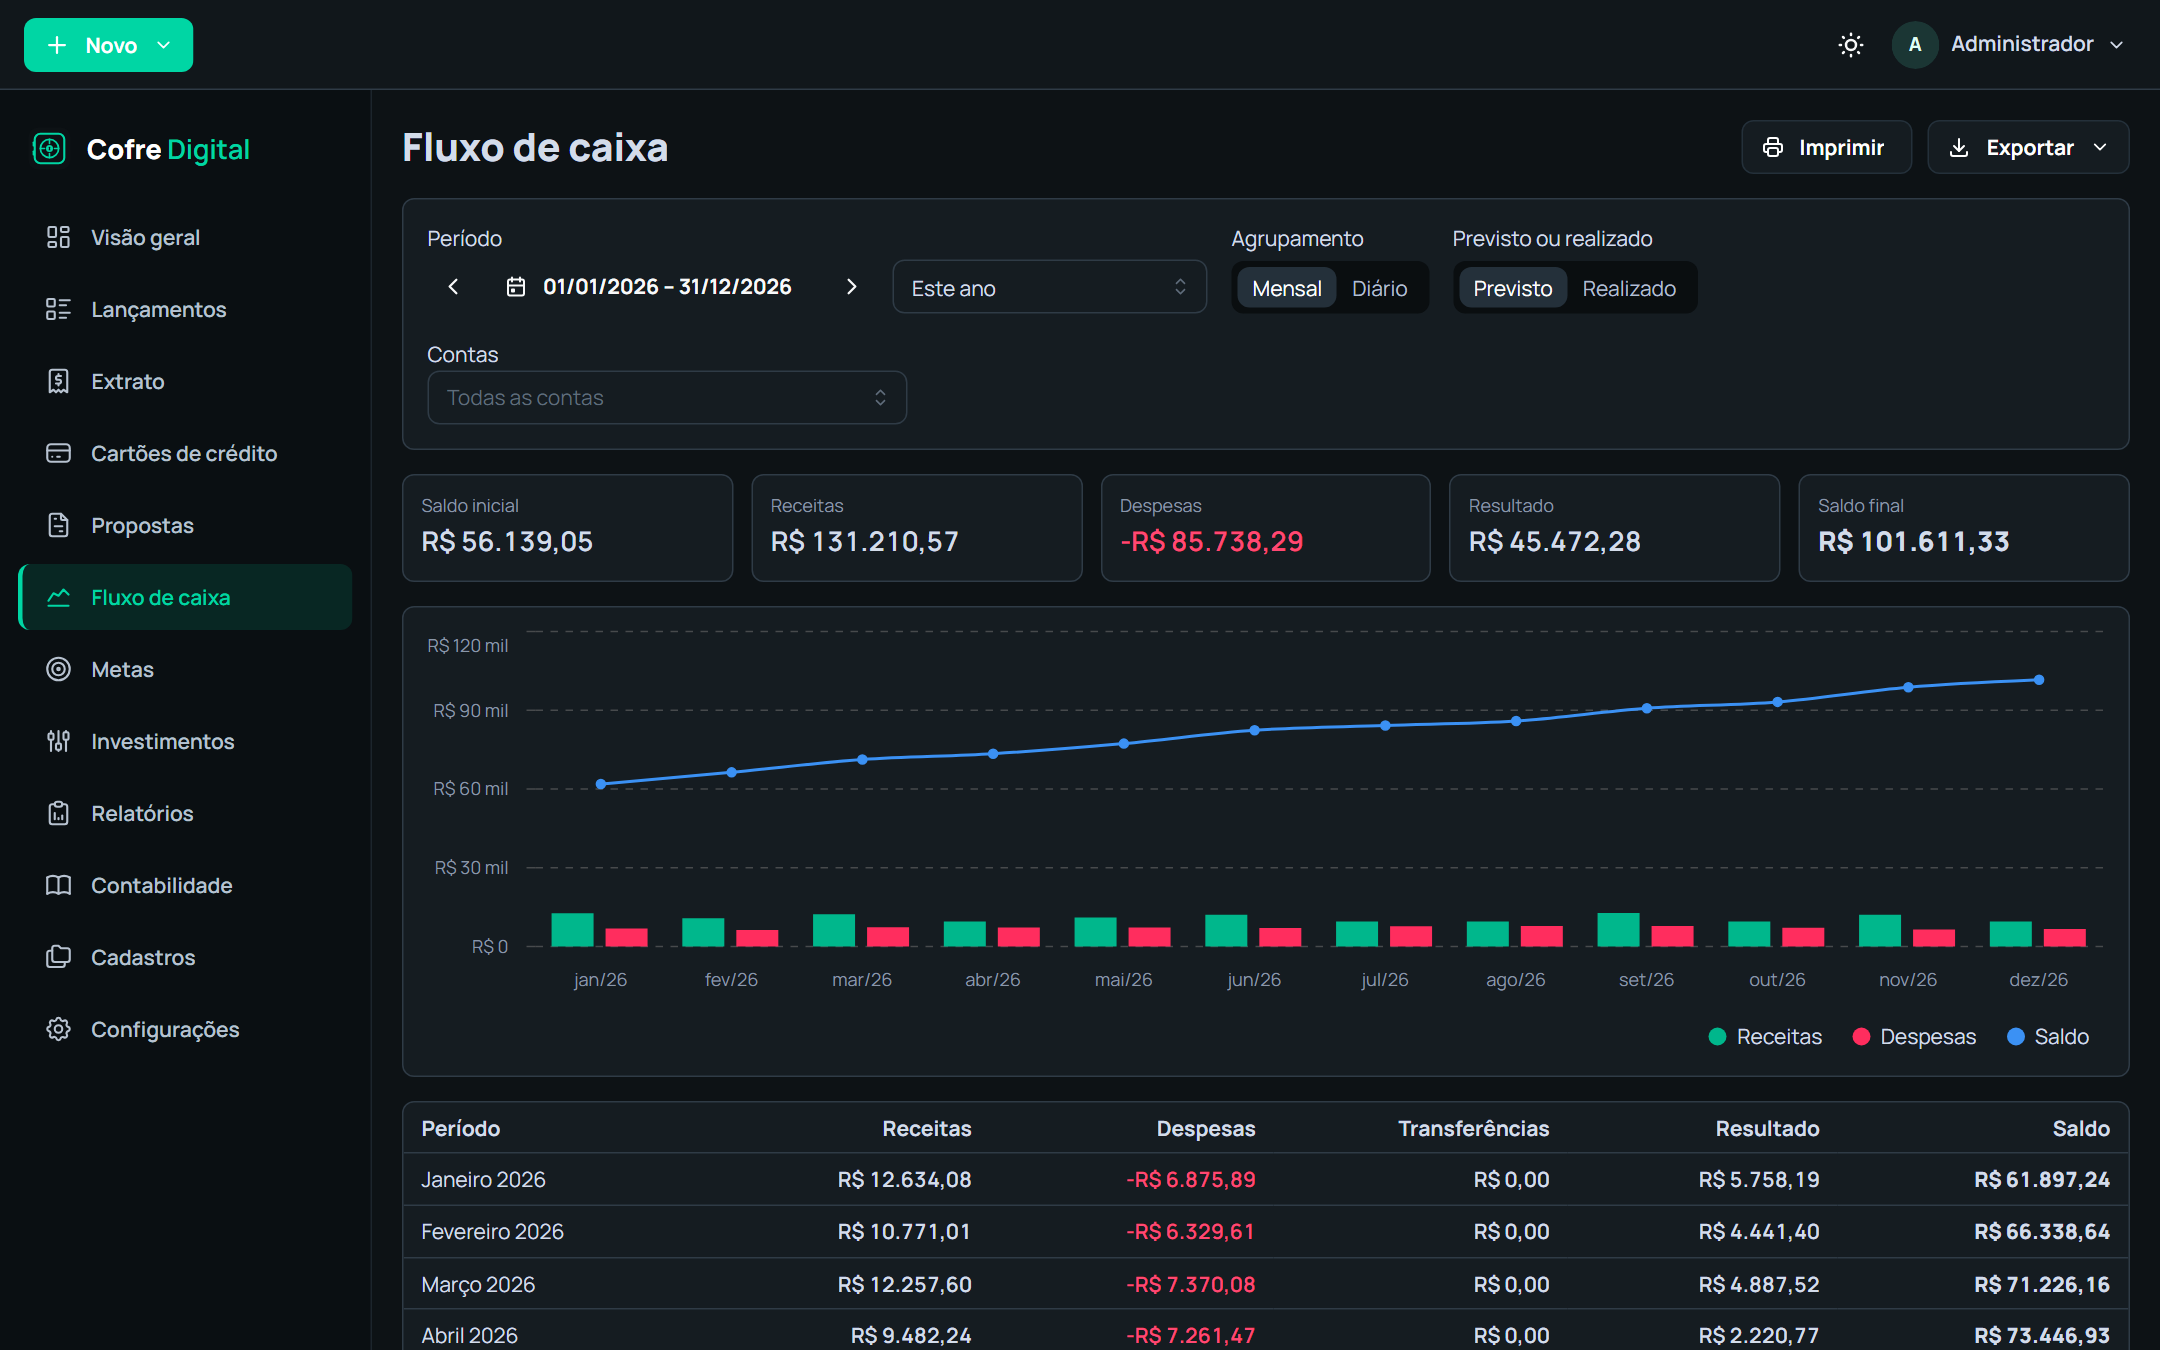 Novo
A Administrador
Cofre Digital
Visão geral
Lançamentos
Extrato
Cartões de crédito
Propostas
Fluxo de caixa
Metas
Investimentos
Relatórios
Contabilidade
Cadastros
Configurações
Fluxo de caixa
Imprimir
Exportar
Período
01/01/2026 – 31/12/2026
Este ano
Agrupamento
Mensal Diário
Previsto ou realizado
Previsto Realizado
Contas
Todas as contas
Saldo inicial
R$ 56.139,05
Receitas
R$ 131.210,57
Despesas
-R$ 85.738,29
Resultado
R$ 45.472,28
Saldo final
R$ 101.611,33
R$ 120 mil
R$ 90 mil
R$ 60 mil
R$ 30 mil
R$ 0
jan/26 fev/26 mar/26 abr/26 mai/26 jun/26 jul/26 ago/26 set/26 out/26 nov/26 dez/26
Receitas Despesas Saldo
Período Receitas Despesas Transferências Resultado Saldo
Janeiro 2026 R$ 12.634,08 -R$ 6.875,89 R$ 0,00 R$ 5.758,19 R$ 61.897,24
Fevereiro 2026 R$ 10.771,01 -R$ 6.329,61 R$ 0,00 R$ 4.441,40 R$ 66.338,64
Março 2026 R$ 12.257,60 -R$ 7.370,08 R$ 0,00 R$ 4.887,52 R$ 71.226,16
Abril 2026 R$ 9.482,24 -R$ 7.261,47 R$ 0,00 R$ 2.220,77 R$ 73.446,93